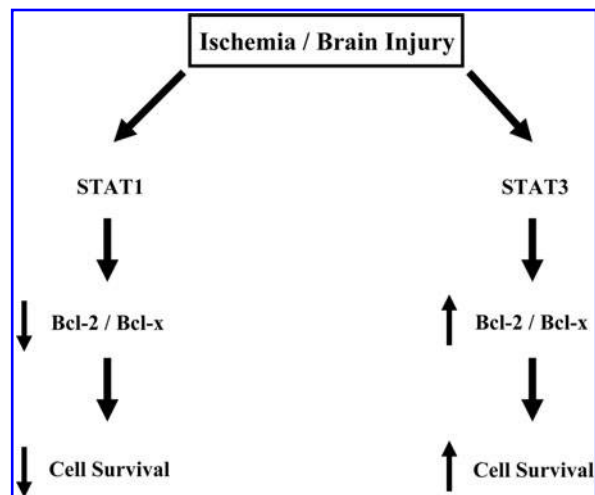 Ischemia / Brain Injury
STAT1
STAT3
Bcl-2 / Bcl-x
Bcl-2 / Bcl-x
Cell Survival
Cell Survival